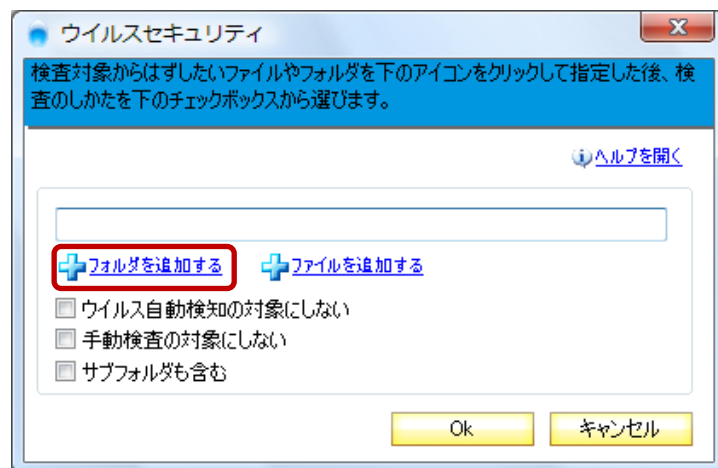 ウイルスセキュリティ
検査対象からはずしたいファイルやフォルダを下のアイコンをクリックして指定した後、検
査のしかたを下のチェックボックスから選びます。
ヘルプを開く
フォルダを追加する ファイルを追加する
ウイルス自動検知の対象にしない
手動検査の対象にしない
サブフォルダも含む
Ok キャンセル